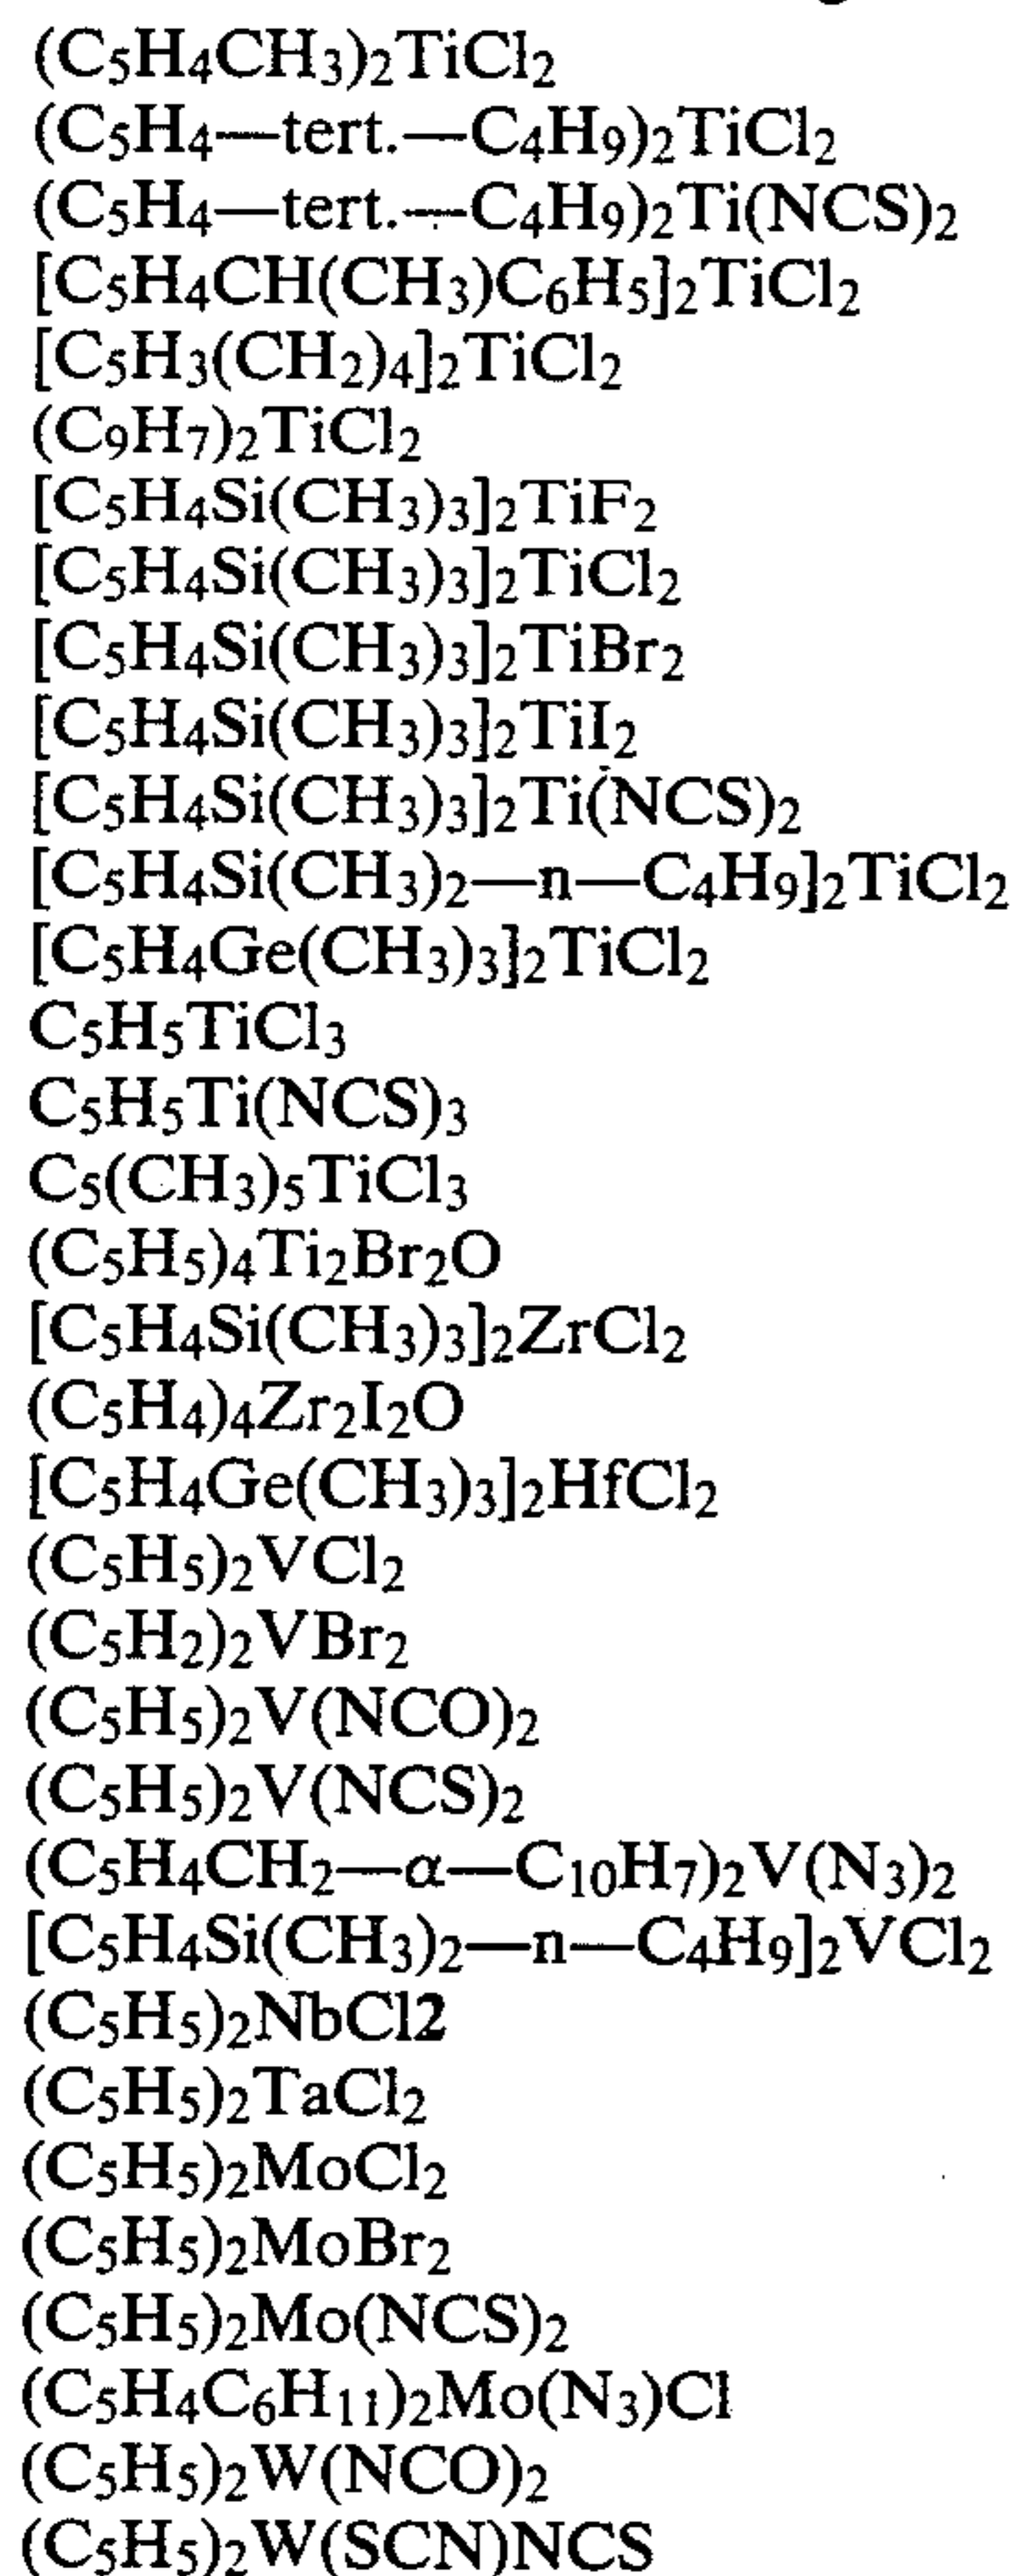 (C₅H₄CH₃)₂TiCl₂
(C₅H₄—tert.—C₄H₉)₂TiCl₂
(C₅H₄—tert.—C₄H₉)₂Ti(NCS)₂
[C₅H₄CH(CH₃)C₆H₅]₂TiCl₂
[C₅H₃(CH₂)₄]₂TiCl₂
(C₉H₇)₂TiCl₂
[C₅H₄Si(CH₃)₃]₂TiF₂
[C₅H₄Si(CH₃)₃]₂TiCl₂
[C₅H₄Si(CH₃)₃]₂TiBr₂
[C₅H₄Si(CH₃)₃]₂TiI₂
[C₅H₄Si(CH₃)₃]₂Ti(NCS)₂
[C₅H₄Si(CH₃)₂—n—C₄H₉]₂TiCl₂
[C₅H₄Ge(CH₃)₃]₂TiCl₂
C₅H₅TiCl₃
C₅H₅Ti(NCS)₃
C₅(CH₃)₅TiCl₃
(C₅H₅)₄Ti₂Br₂O
[C₅H₄Si(CH₃)₃]₂ZrCl₂
(C₅H₄)₄Zr₂I₂O
[C₅H₄Ge(CH₃)₃]₂HfCl₂
(C₅H₅)₂VCl₂
(C₅H₂)₂VBr₂
(C₅H₅)₂V(NCO)₂
(C₅H₅)₂V(NCS)₂
(C₅H₄CH₂—α—C₁₀H₇)₂V(N₃)₂
[C₅H₄Si(CH₃)₂—n—C₄H₉]₂VCl₂
(C₅H₅)₂NbCl2
(C₅H₅)₂TaCl₂
(C₅H₅)₂MoCl₂
(C₅H₅)₂MoBr₂
(C₅H₅)₂Mo(NCS)₂
(C₅H₄C₆H₁₁)₂Mo(N₃)Cl
(C₅H₅)₂W(NCO)₂
(C₅H₅)₂W(SCN)NCS